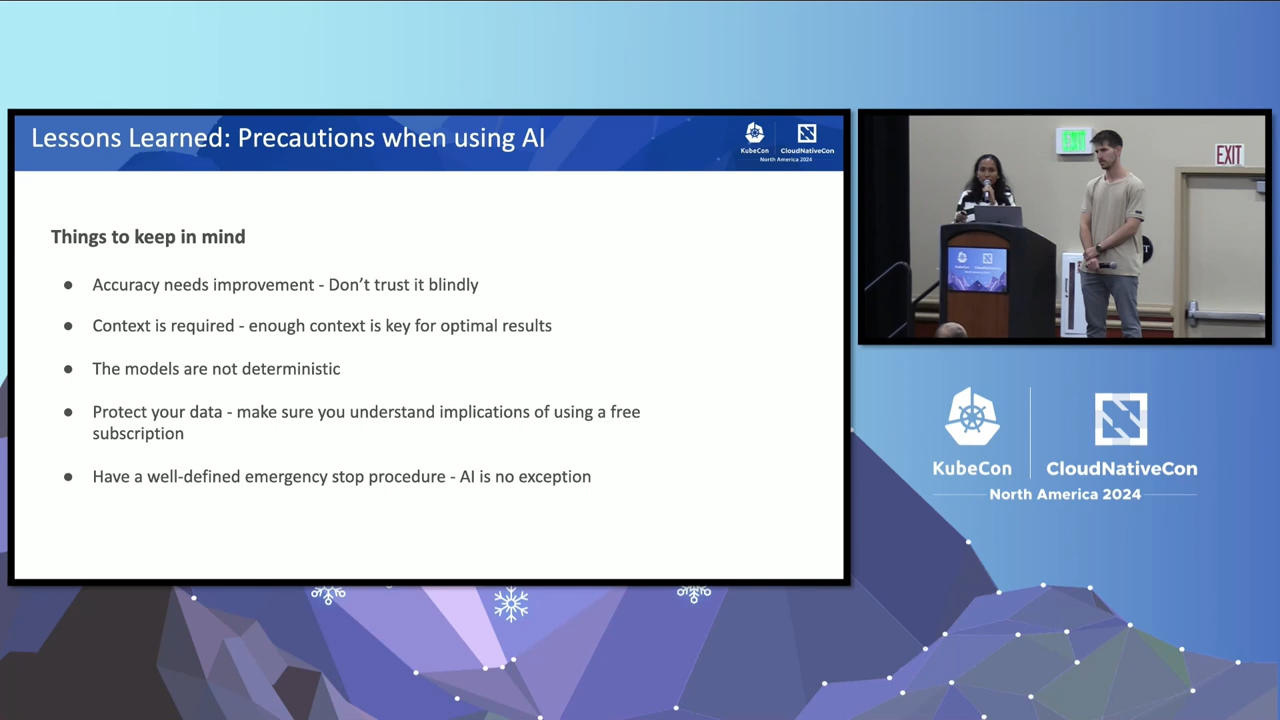 Lessons Learned: Precautions when using AI
KubeCon
CloudNativeCon
North America 2024
Things to keep in mind
● Accuracy needs improvement - Don’t trust it blindly
● Context is required - enough context is key for optimal results
● The models are not deterministic
● Protect your data - make sure you understand implications of using a free
subscription
● Have a well-defined emergency stop procedure - AI is no exception
EXIT
EXIT
KubeCon
CloudNativeCon
North America 2024